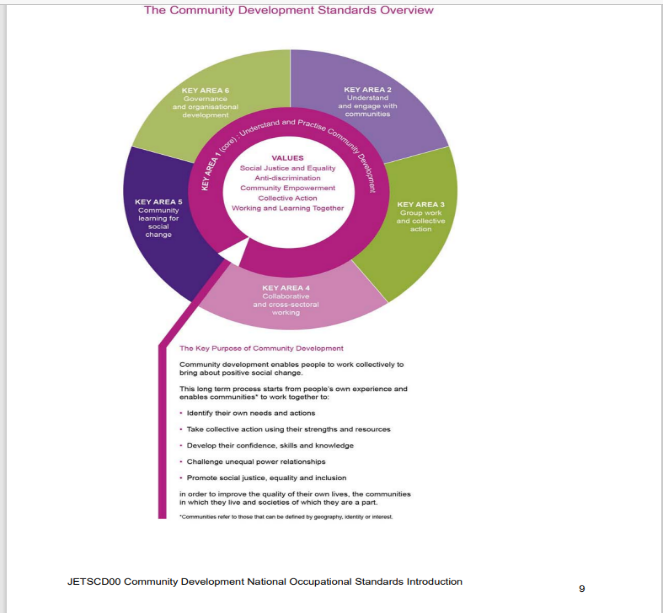 The Community Development Standards Overview
KEY AREA 6
Governance
and organisational
development
KEY AREA 2
Understand
and engage with
communities
KEY AREA 1 (core) : Understand and Practise Community Development
VALUES
Social Justice and Equality
Anti-discrimination
Community Empowerment
Collective Action
Working and Learning Together
KEY AREA 5
Community
learning for
social
change
KEY AREA 3
Group work
and collective
action
KEY AREA 4
Collaborative
and cross-sectoral
working
The Key Purpose of Community Development
Community development enables people to work collectively to
bring about positive social change.
This long term process starts from people's own experience and
enables communities* to work together to:
• Identify their own needs and actions
• Take collective action using their strengths and resources
• Develop their confidence, skills and knowledge
• Challenge unequal power relationships
• Promote social justice, equality and inclusion
in order to improve the quality of their own lives, the communities
in which they live and societies of which they are a part.
*Communities refer to those that can be defined by geography, identity or interest.
JETSCD00 Community Development National Occupational Standards Introduction
9